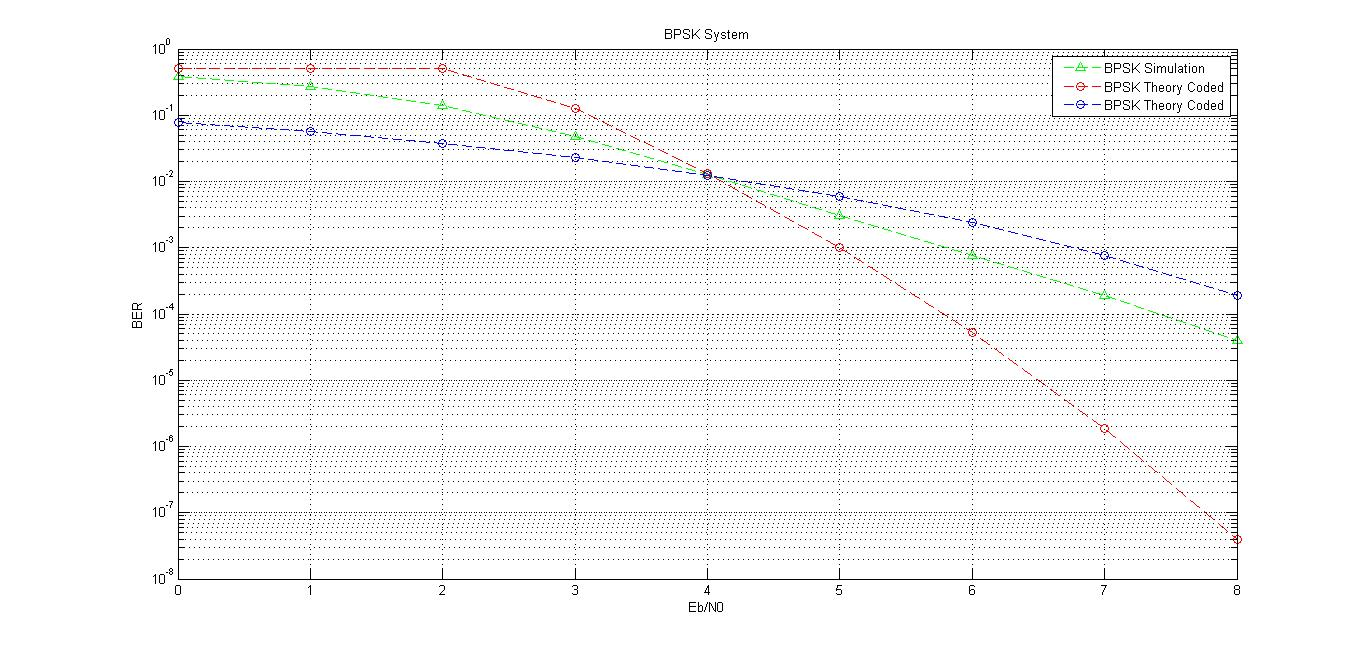 BPSK System
10^0
10^-1
10^-2
10^-3
10^-4
10^-5
10^-6
10^-7
10^-8
BER
BPSK Simulation
BPSK Theory Coded
BPSK Theory Coded
0 1 2 3 4 5 6 7 8
Eb/N0